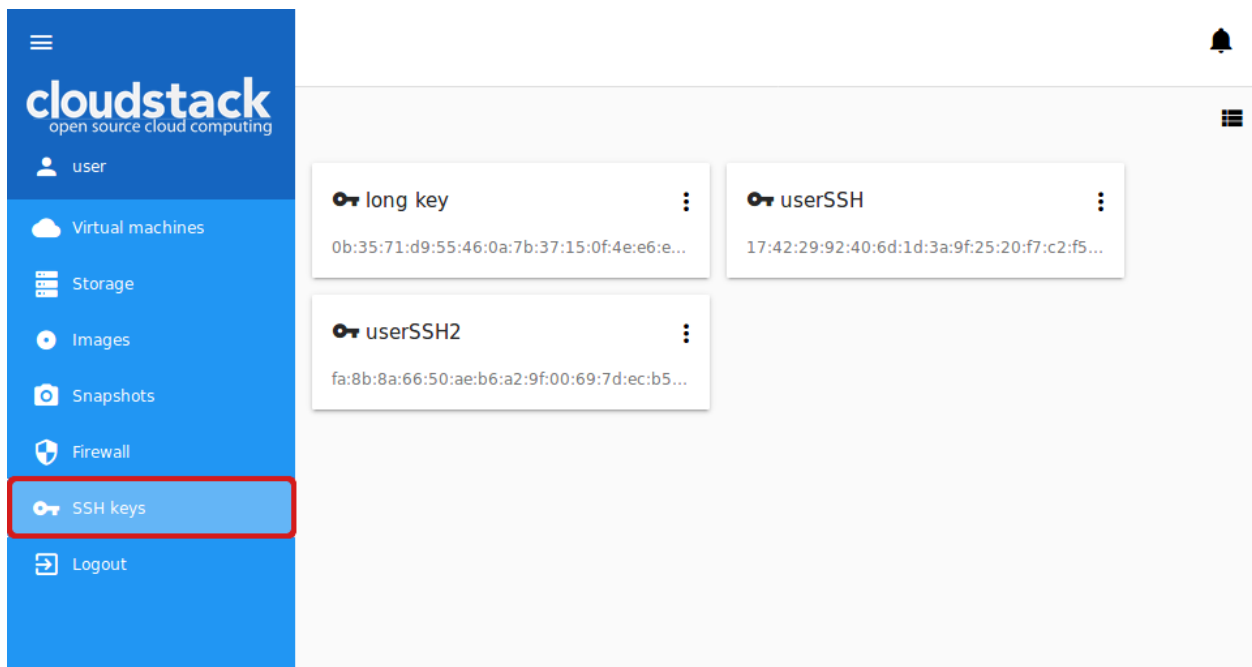 cloudstack
open source cloud computing
user
Virtual machines
Storage
Images
Snapshots
Firewall
SSH keys
Logout
long key
0b:35:71:d9:55:46:0a:7b:37:15:0f:4e:e6:e...
userSSH
17:42:29:92:40:6d:1d:3a:9f:25:20:f7:c2:f5...
userSSH2
fa:8b:8a:66:50:ae:b6:a2:9f:00:69:7d:ec:b5...